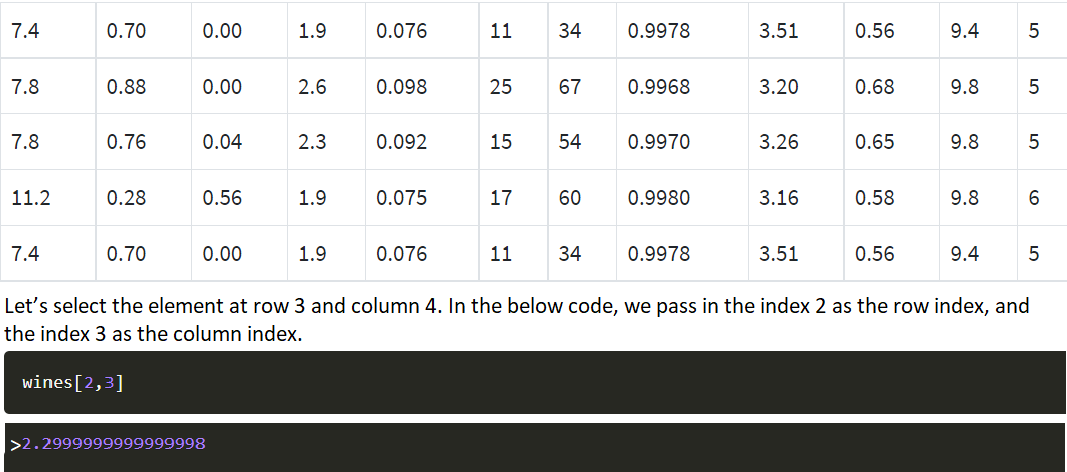 7.4 0.70 0.00 1.9 0.076 11 34 0.9978 3.51 0.56 9.4 5
7.8 0.88 0.00 2.6 0.098 25 67 0.9968 3.20 0.68 9.8 5
7.8 0.76 0.04 2.3 0.092 15 54 0.9970 3.26 0.65 9.8 5
11.2 0.28 0.56 1.9 0.075 17 60 0.9980 3.16 0.58 9.8 6
7.4 0.70 0.00 1.9 0.076 11 34 0.9978 3.51 0.56 9.4 5
Let’s select the element at row 3 and column 4. In the below code, we pass in the index 2 as the row index, and
the index 3 as the column index.
wines[2,3]
>2.2999999999999998